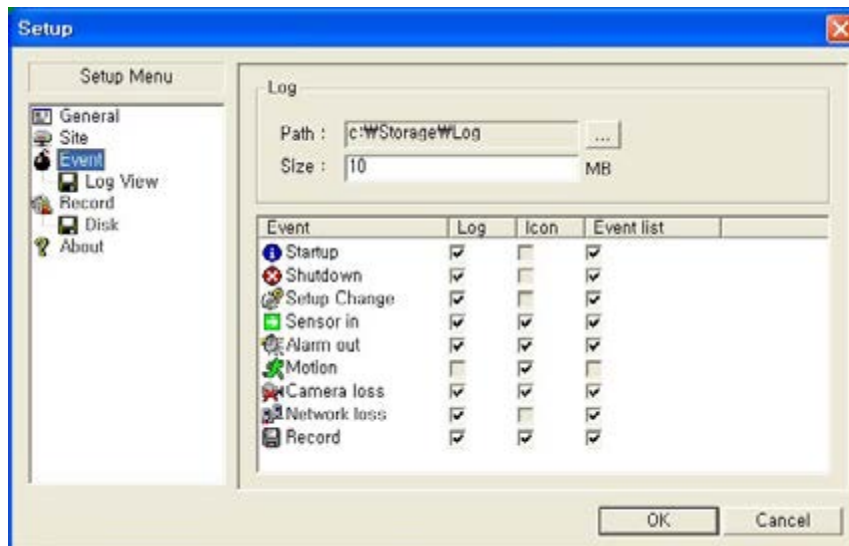 Setup
Setup Menu
General
Site
Event
Log View
Record
Disk
About
Log
Path : c:₩Storage₩Log ...
Size : 10 MB
Event Log Icon Event list
Startup
Shutdown
Setup Change
Sensor in
Alarm out
Motion
Camera loss
Network loss
Record
OK Cancel